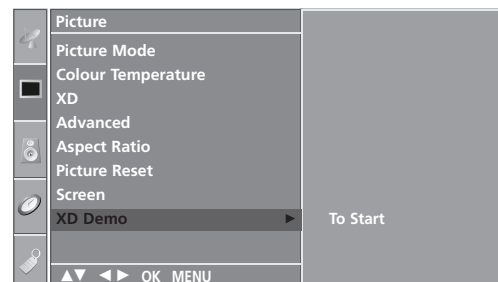 Picture
Picture Mode
Colour Temperature
XD
Advanced
Aspect Ratio
Picture Reset
Screen
XD Demo ▶ To Start
▲▼ ◀▶ OK MENU